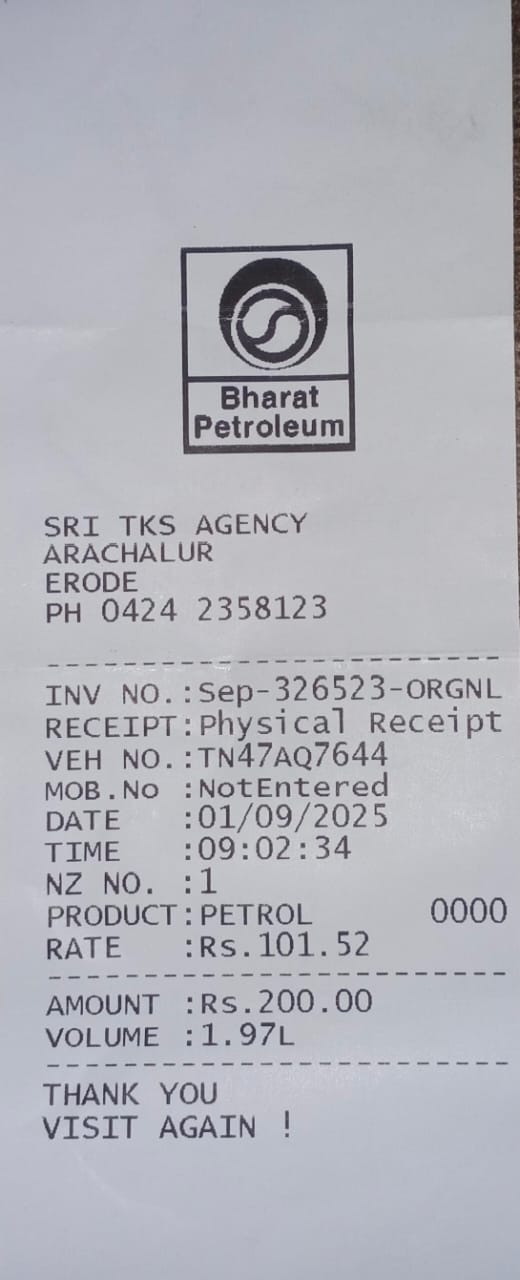 Bharat
Petroleum
SRI TKS AGENCY
ARACHALUR
ERODE
PH 0424 2358123
INV NO.:Sep-326523-ORGNL
RECEIPT:Physical Receipt
VEH NO.:TN47AQ7644
MOB.No :NotEntered
DATE :01/09/2025
TIME :09:02:34
NZ NO. :1
PRODUCT:PETROL 0000
RATE :Rs.101.52
AMOUNT :Rs.200.00
VOLUME :1.97L
THANK YOU
VISIT AGAIN !